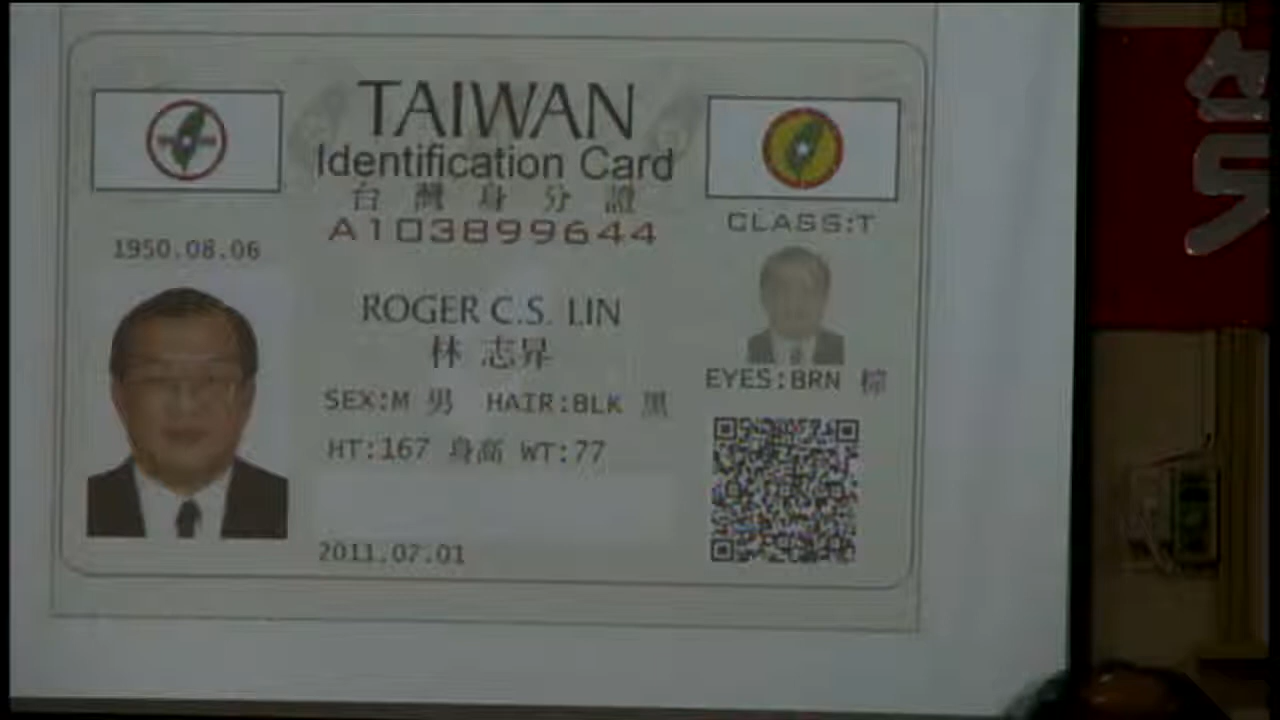 TAIWAN
Identification Card
台灣身分證
A103899644
CLASS:T
1950.08.06
ROGER C.S. LIN
林志昇
EYES:BRN 棕
SEX:M 男 HAIR:BLK 黑
HT:167 身高 WT:77
2011.07.01
第